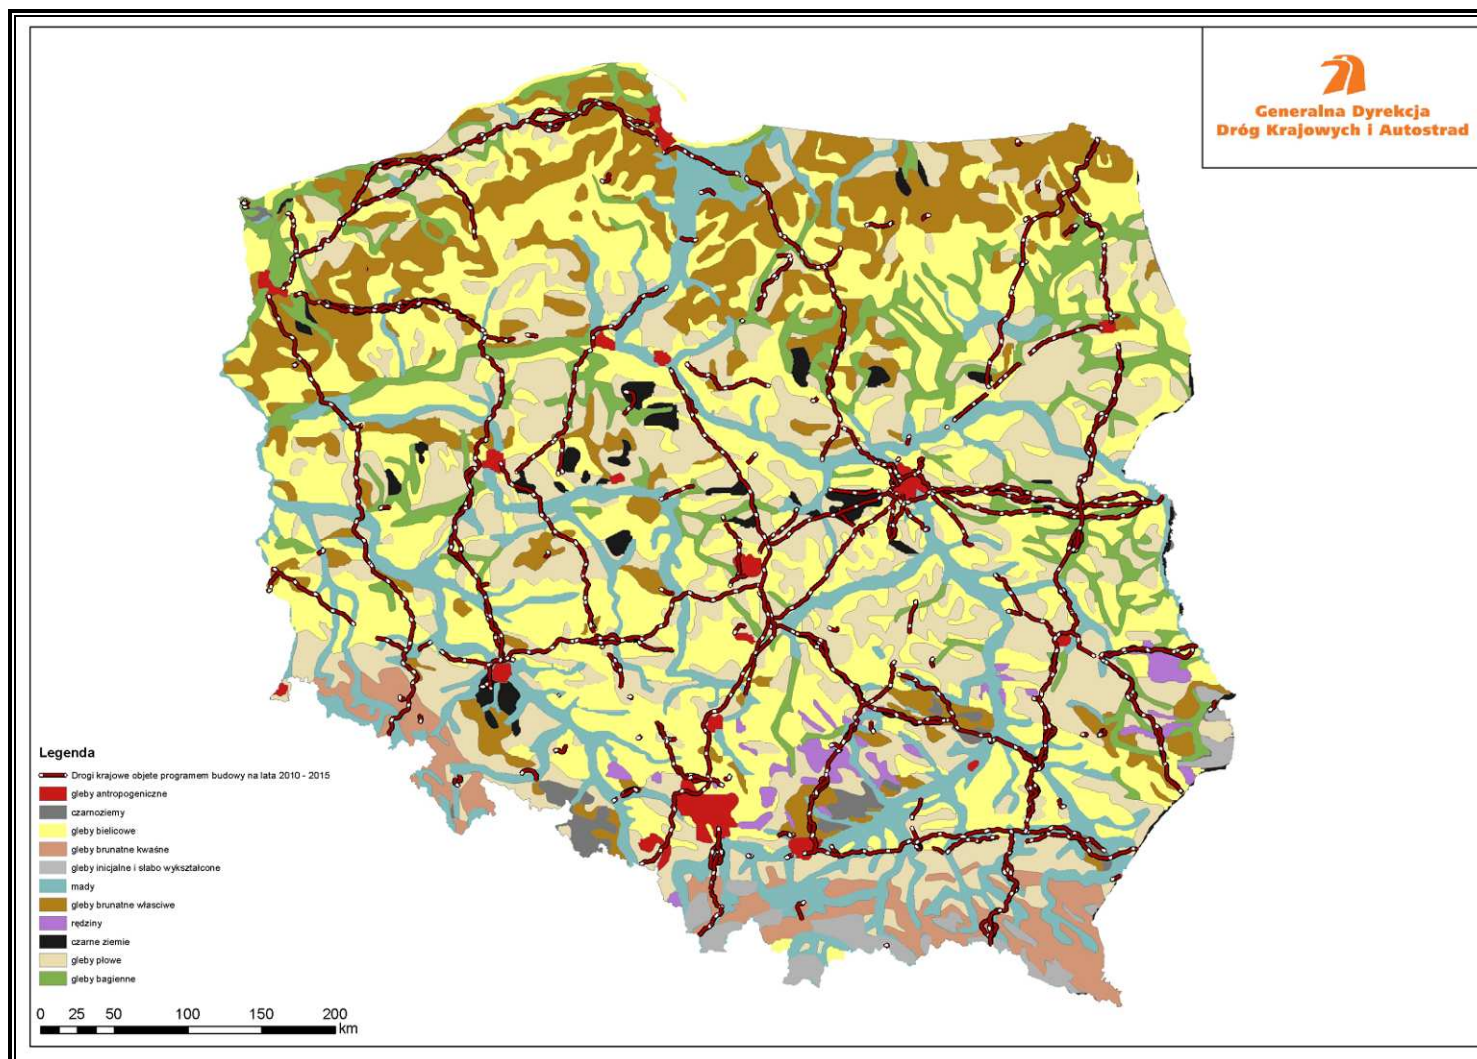 Generalna Dyrekcja
Dróg Krajowych i Autostrad
Legenda
Drogi krajowe objete programem budowy na lata 2010 - 2015
gleby antropogeniczne
czarnoziemy
gleby bielicowe
gleby brunatne kwaśne
gleby inicjalne i słabo wykształcone
mady
gleby brunatne właściwe
rędziny
czarne ziemie
gleby płowe
gleby bagienne
0 25 50 100 150 200
km